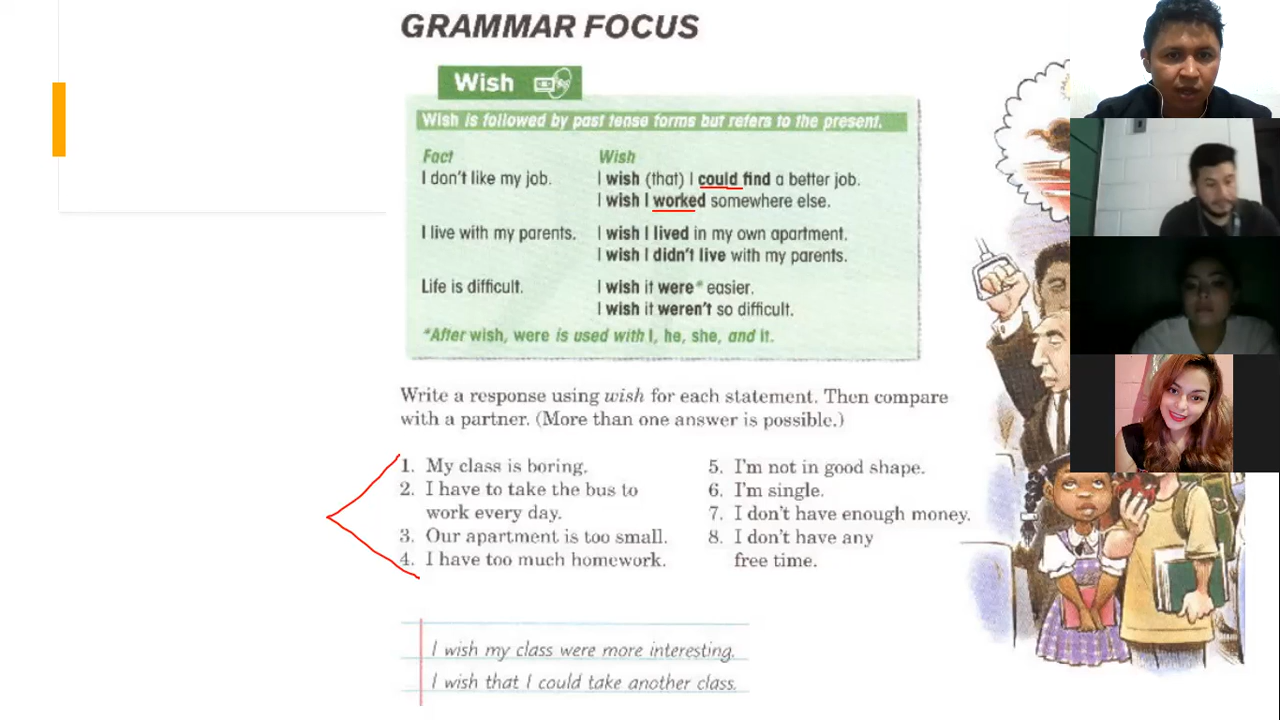 GRAMMAR FOCUS
Wish
Wish is followed by past tense forms but refers to the present.
Fact Wish
I don't like my job. I wish (that) I could find a better job.
I wish I worked somewhere else.
I live with my parents. I wish I lived in my own apartment.
I wish I didn't live with my parents.
Life is difficult. I wish it were* easier.
I wish it weren't so difficult.
*After wish, were is used with I, he, she, and it.
Write a response using wish for each statement. Then compare
with a partner. (More than one answer is possible.)
1. My class is boring.
2. I have to take the bus to
work every day.
3. Our apartment is too small.
4. I have too much homework.
5. I'm not in good shape.
6. I'm single.
7. I don't have enough money.
8. I don't have any
free time.
I wish my class were more interesting.
I wish that I could take another class.